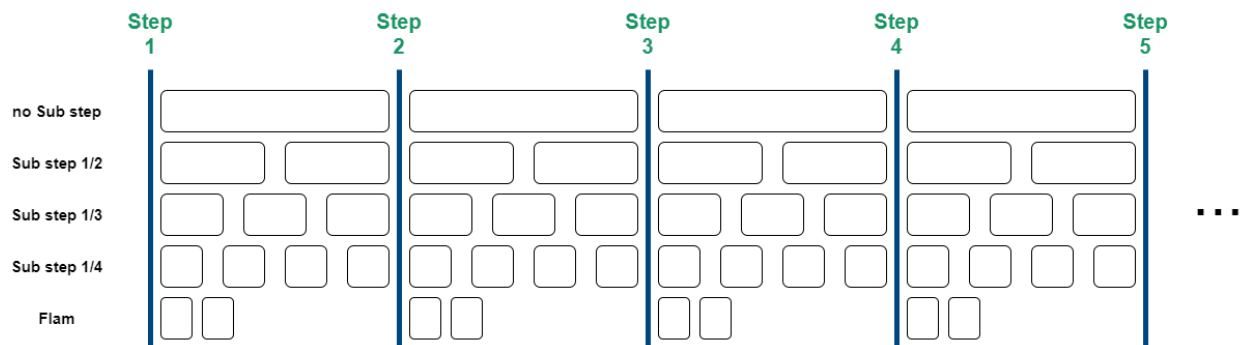 Step Step Step Step Step
1 2 3 4 5
no Sub step
Sub step 1/2
Sub step 1/3
...
Sub step 1/4
Flam